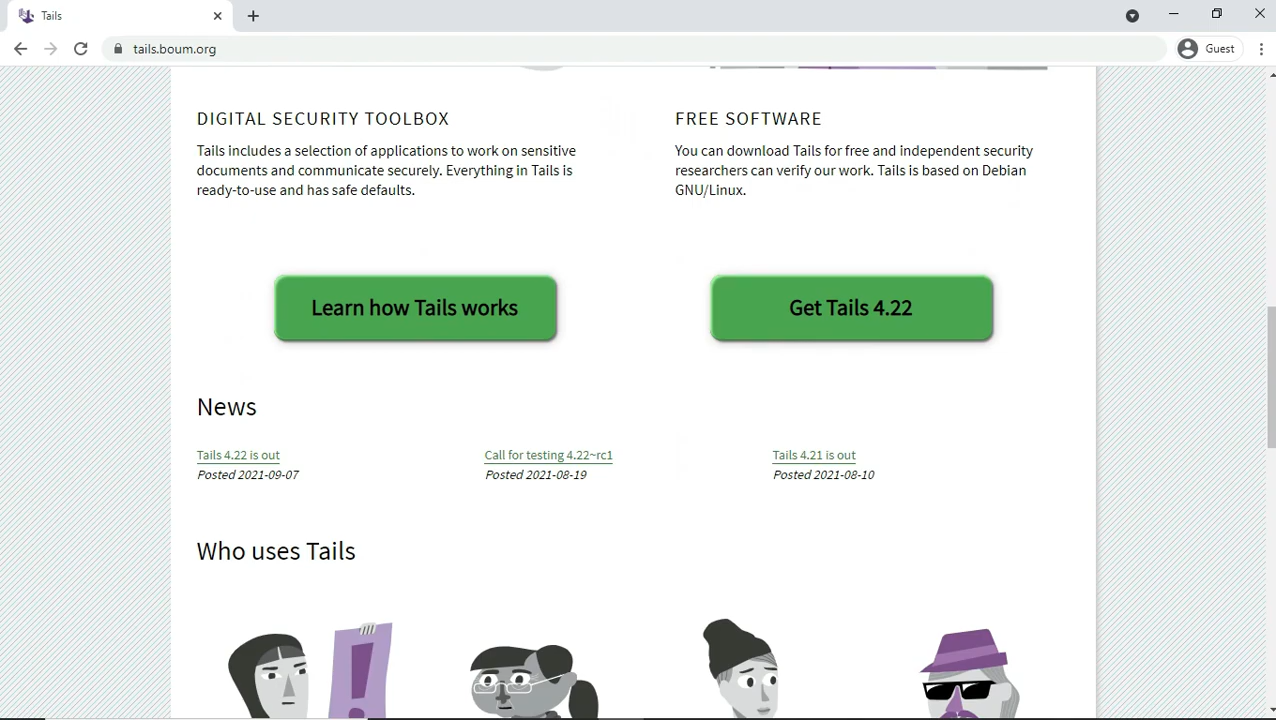 Tails
tails.boum.org
Guest
DIGITAL SECURITY TOOLBOX
Tails includes a selection of applications to work on sensitive
documents and communicate securely. Everything in Tails is
ready-to-use and has safe defaults.
FREE SOFTWARE
You can download Tails for free and independent security
researchers can verify our work. Tails is based on Debian
GNU/Linux.
Learn how Tails works
Get Tails 4.22
News
Tails 4.22 is out
Posted 2021-09-07
Call for testing 4.22~rc1
Posted 2021-08-19
Tails 4.21 is out
Posted 2021-08-10
Who uses Tails
!